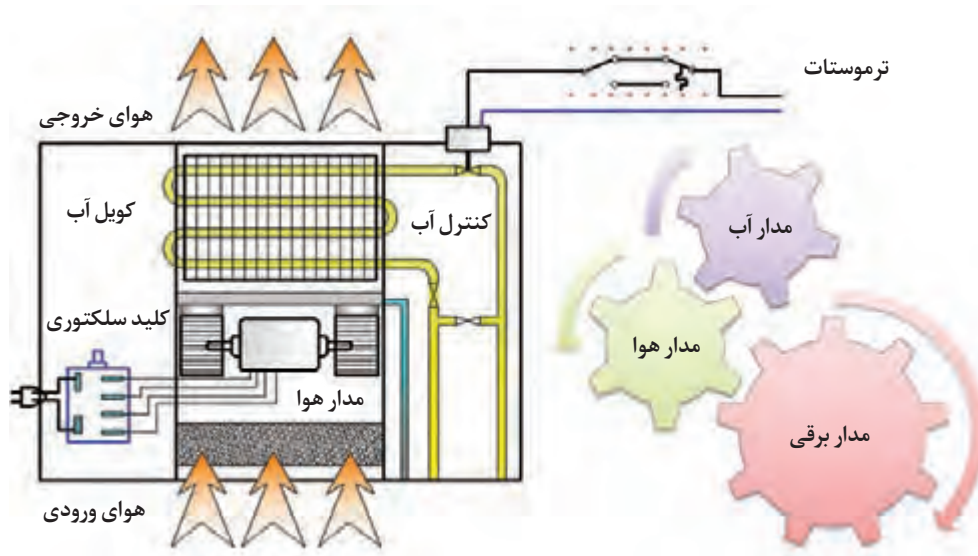 ترموستات
هوای خروجی
کویل آب
کنترل آب
مدار آب
کلید سلکتوری
مدار هوا
مدار هوا
مدار برقی
هوای ورودی